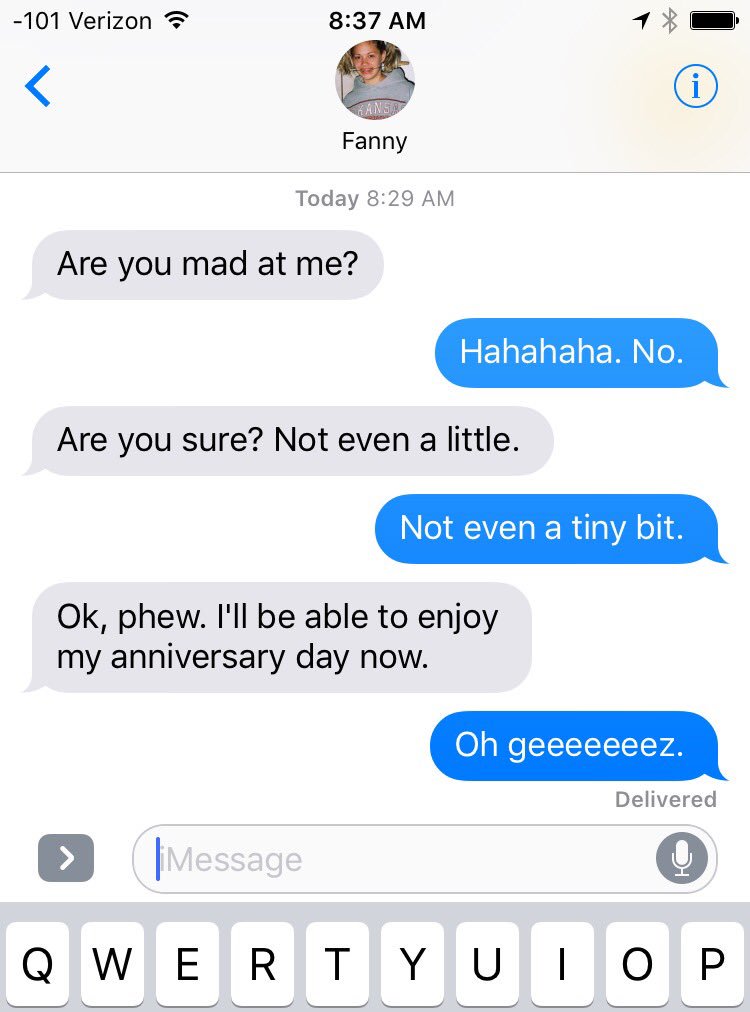 -101 Verizon 8:37 AM
KANSA
Fanny
Today 8:29 AM
Are you mad at me?
Hahahaha. No.
Are you sure? Not even a little.
Not even a tiny bit.
Ok, phew. I'll be able to enjoy
my anniversary day now.
Oh geeeeeeez.
Delivered
iMessage
Q W E R T Y U I O P